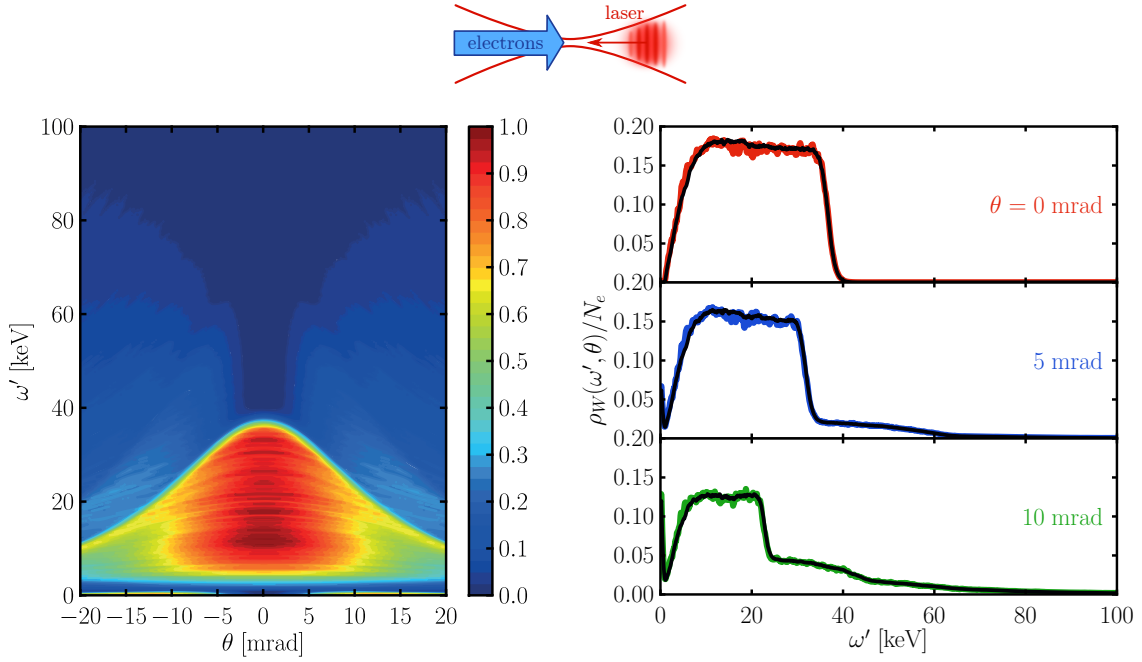 laser
electrons
100
80
60
40
20
0
ω′ [keV]
−20 −15 −10 −5 0 5 10 15 20
θ [mrad]
1.0
0.9
0.8
0.7
0.6
0.5
0.4
0.3
0.2
0.1
0.0
0.20
0.15
0.10
0.05
θ = 0 mrad
0.20
0.15
0.10
0.05
5 mrad
0.20
0.15
0.10
0.05
0.00
10 mrad
ρW(ω′, θ)/Ne
0 20 40 60 80 100
ω′ [keV]